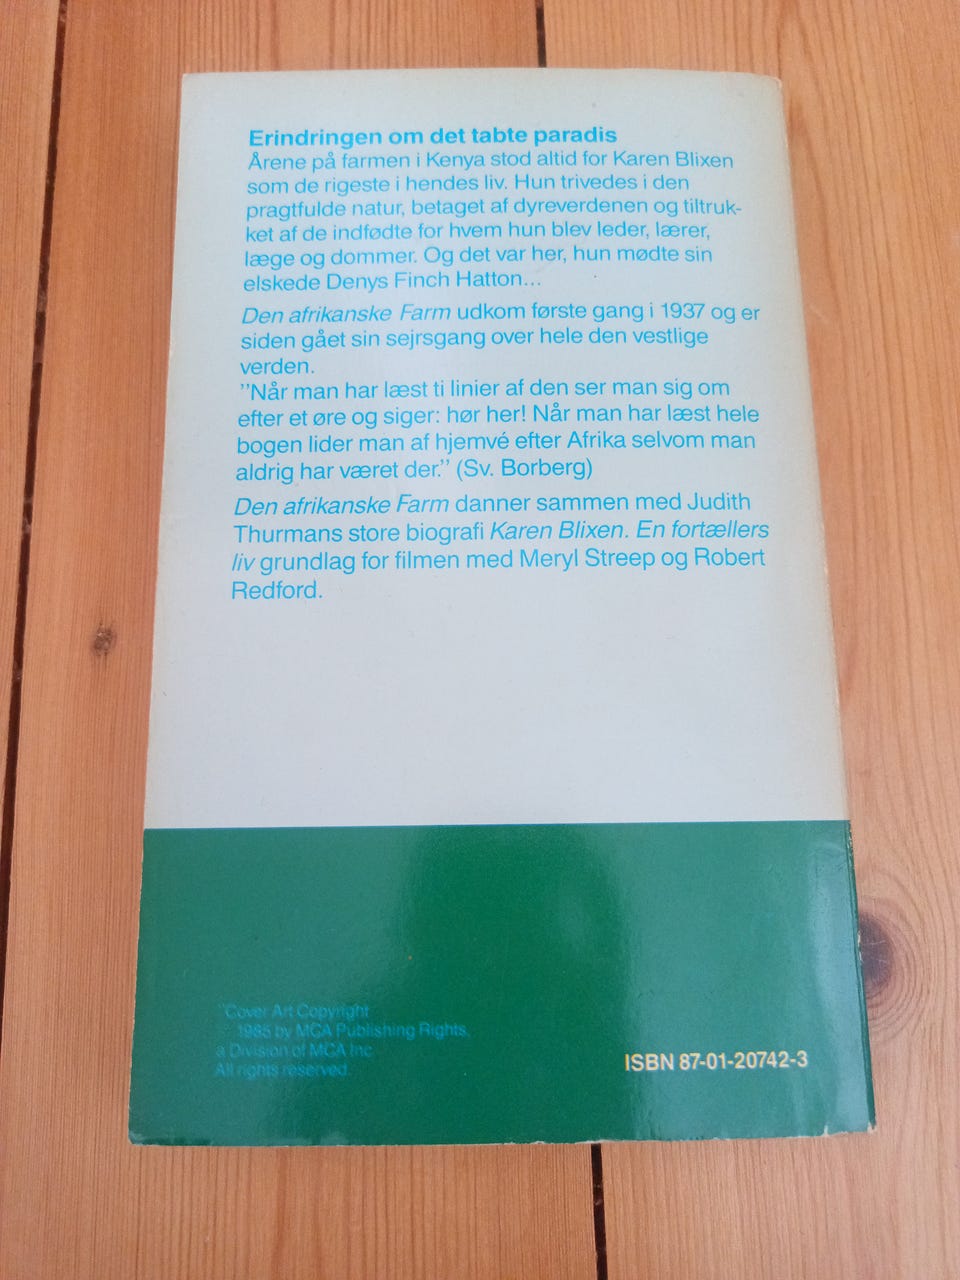 Erindringen om det tabte paradis
Årene på farmen i Kenya stod altid for Karen Blixen
som de rigeste i hendes liv. Hun trivedes i den
pragtfulde natur, betaget af dyreverdenen og tiltruk-
ket af de indfødte for hvem hun blev leder, lærer,
læge og dommer. Og det var her, hun mødte sin
elskede Denys Finch Hatton...
Den afrikanske Farm udkom første gang i 1937 og er
siden gået sin sejrsgang over hele den vestlige
verden.
"Når man har læst ti linier af den ser man sig om
efter et øre og siger: hør her! Når man har læst hele
bogen lider man af hjemvé efter Afrika selvom man
aldrig har været der." (Sv. Borberg)
Den afrikanske Farm danner sammen med Judith
Thurmans store biografi Karen Blixen. En fortællers
liv grundlag for filmen med Meryl Streep og Robert
Redford.
"Cover Art Copyright
© 1985 by MCA Publishing Rights,
a Division of MCA Inc
All rights reserved.
ISBN 87-01-20742-3